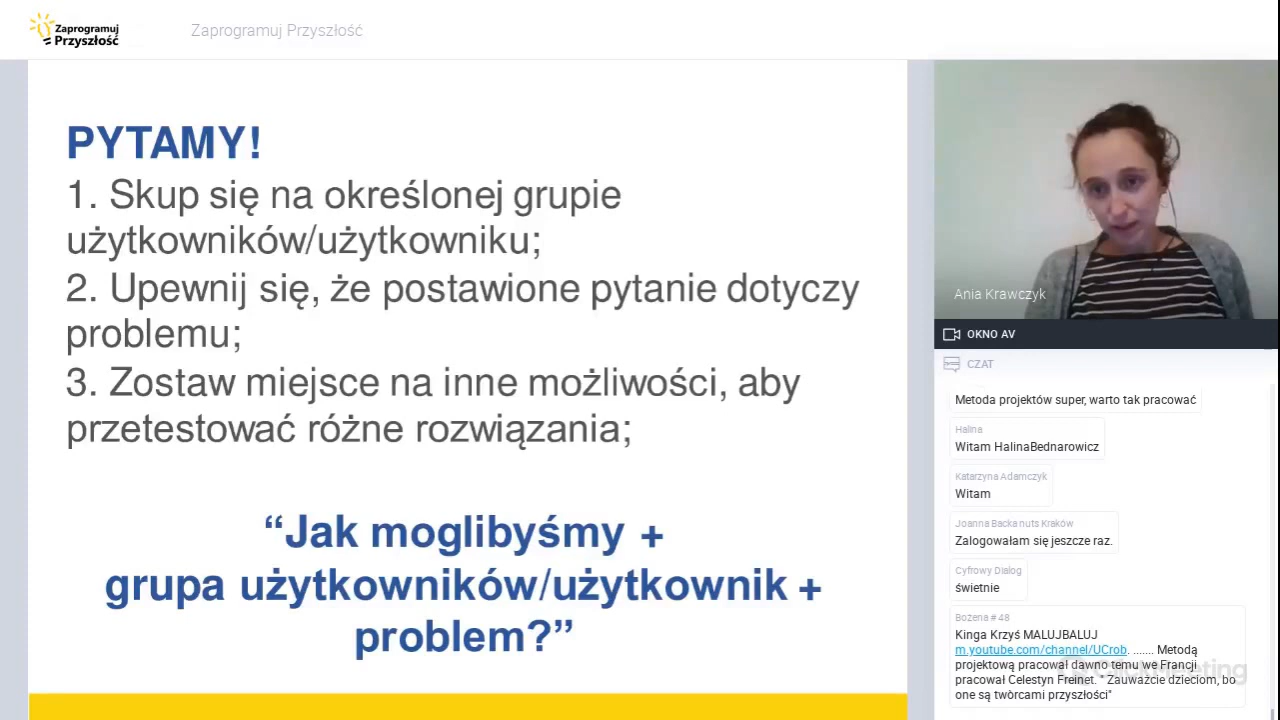 Zaprogramuj
Przyszłość
Zaprogramuj Przyszłość
PYTAMY!
1. Skup się na określonej grupie
użytkowników/użytkowniku;
2. Upewnij się, że postawione pytanie dotyczy
problemu;
3. Zostaw miejsce na inne możliwości, aby
przetestować różne rozwiązania;
“Jak moglibyśmy +
grupa użytkowników/użytkownik +
problem?”
Ania Krawczyk
OKNO AV
CZAT
Metoda projektów super, warto tak pracować
Halina
Witam HalinaBednarowicz
Katarzyna Adamczyk
Witam
Joanna Backa nuts Kraków
Zalogowałam się jeszcze raz.
Cyfrowy Dialog
świetnie
Bożena # 48
Kinga Krzyś MALUJBALUJ
m.youtube.com/channel/UCrob. ....... Metodą
projektową pracował dawno temu we Francji
pracował Celestyn Freinet. " Zauważcie dzieciom, bo
one są twòrcami przyszłości"
ClickMeeting